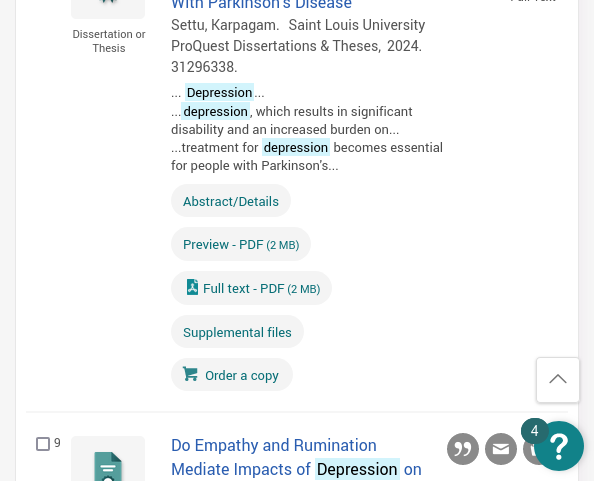 With Parkinson's Disease
Dissertation or
Thesis
Settu, Karpagam. Saint Louis University
ProQuest Dissertations & Theses, 2024.
31296338.
... Depression...
...depression, which results in significant
disability and an increased burden on...
...treatment for depression becomes essential
for people with Parkinson's...
Abstract/Details
Preview - PDF (2 MB)
Full text - PDF (2 MB)
Supplemental files
Order a copy
9
Do Empathy and Rumination
Mediate Impacts of Depression on
4
?